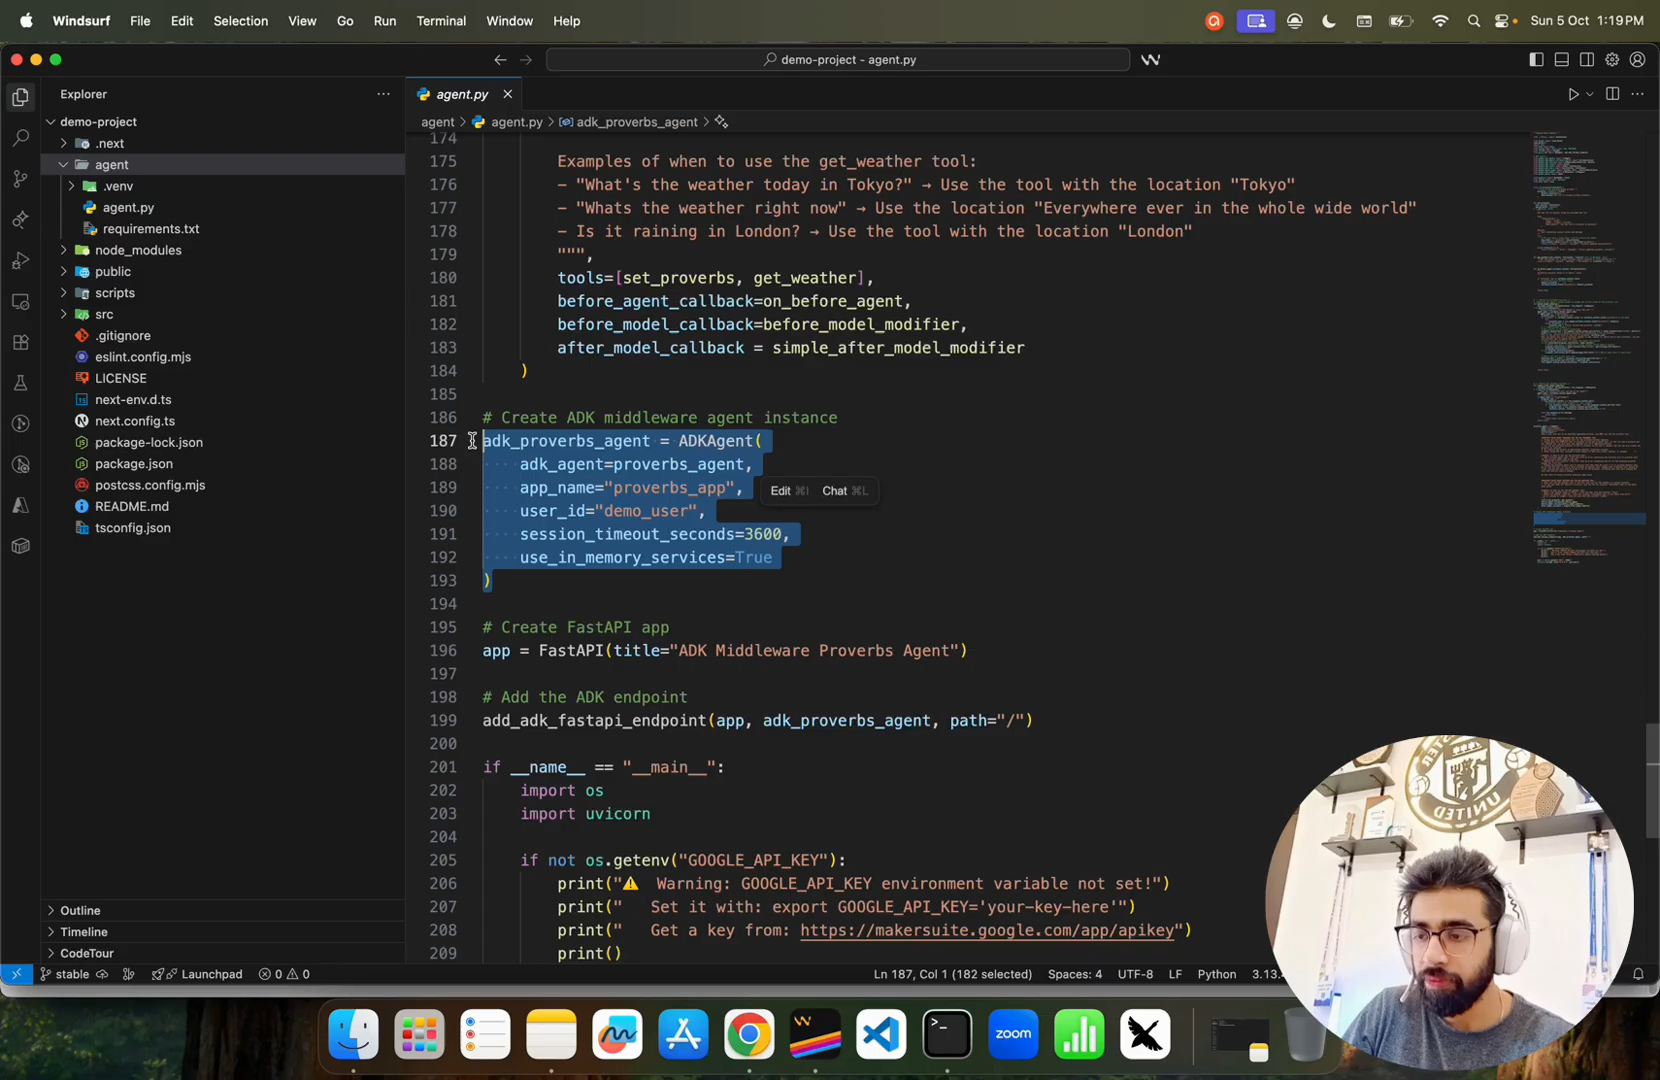 Windsurf File Edit Selection View Go Run Terminal Window Help
Sun 5 Oct 1:19 PM
demo-project - agent.py
Explorer
demo-project
.next
agent
.venv
agent.py
requirements.txt
node_modules
public
scripts
src
.gitignore
eslint.config.mjs
LICENSE
next-env.d.ts
next.config.ts
package-lock.json
package.json
postcss.config.mjs
README.md
tsconfig.json
Outline
Timeline
CodeTour
agent.py
agent > agent.py > adk_proverbs_agent >
174
175 Examples of when to use the get_weather tool:
176 - "What's the weather today in Tokyo?" → Use the tool with the location "Tokyo"
177 - "Whats the weather right now" → Use the location "Everywhere ever in the whole wide world"
178 - Is it raining in London? → Use the tool with the location "London"
179 """,
180 tools=[set_proverbs, get_weather],
181 before_agent_callback=on_before_agent,
182 before_model_callback=before_model_modifier,
183 after_model_callback = simple_after_model_modifier
184 )
185
186 # Create ADK middleware agent instance
187 adk_proverbs_agent = ADKAgent(
188 adk_agent=proverbs_agent,
189 app_name="proverbs_app",
Edit ⌘I Chat ⌘L
190 user_id="demo_user",
191 session_timeout_seconds=3600,
192 use_in_memory_services=True
193 )
194
195 # Create FastAPI app
196 app = FastAPI(title="ADK Middleware Proverbs Agent")
197
198 # Add the ADK endpoint
199 add_adk_fastapi_endpoint(app, adk_proverbs_agent, path="/")
200
201 if __name__ == "__main__":
202 import os
203 import uvicorn
204
205 if not os.getenv("GOOGLE_API_KEY"):
206 print("⚠️ Warning: GOOGLE_API_KEY environment variable not set!")
207 print(" Set it with: export GOOGLE_API_KEY='your-key-here'")
208 print(" Get a key from: https://makersuite.google.com/app/apikey")
209 print()
stable Launchpad 0 0 Ln 187, Col 1 (182 selected) Spaces: 4 UTF-8 LF Python 3.13.
zoom
UNITED